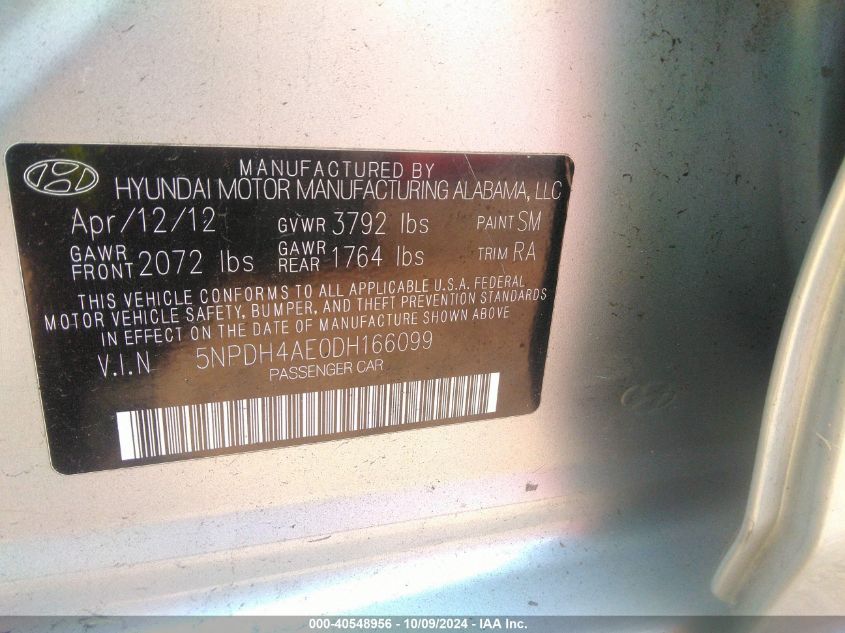 MANUFACTURED BY
HYUNDAI MOTOR MANUFACTURING ALABAMA, LLC
Apr/12/12 GVWR 3792 lbs PAINT SM
GAWR FRONT 2072 lbs GAWR REAR 1764 lbs TRIM RA
THIS VEHICLE CONFORMS TO ALL APPLICABLE U.S.A. FEDERAL
MOTOR VEHICLE SAFETY, BUMPER, AND THEFT PREVENTION STANDARDS
IN EFFECT ON THE DATE OF MANUFACTURE SHOWN ABOVE
V.I.N 5NPDH4AE0DH166099
PASSENGER CAR
000-40548956 - 10/09/2024 - IAA Inc.